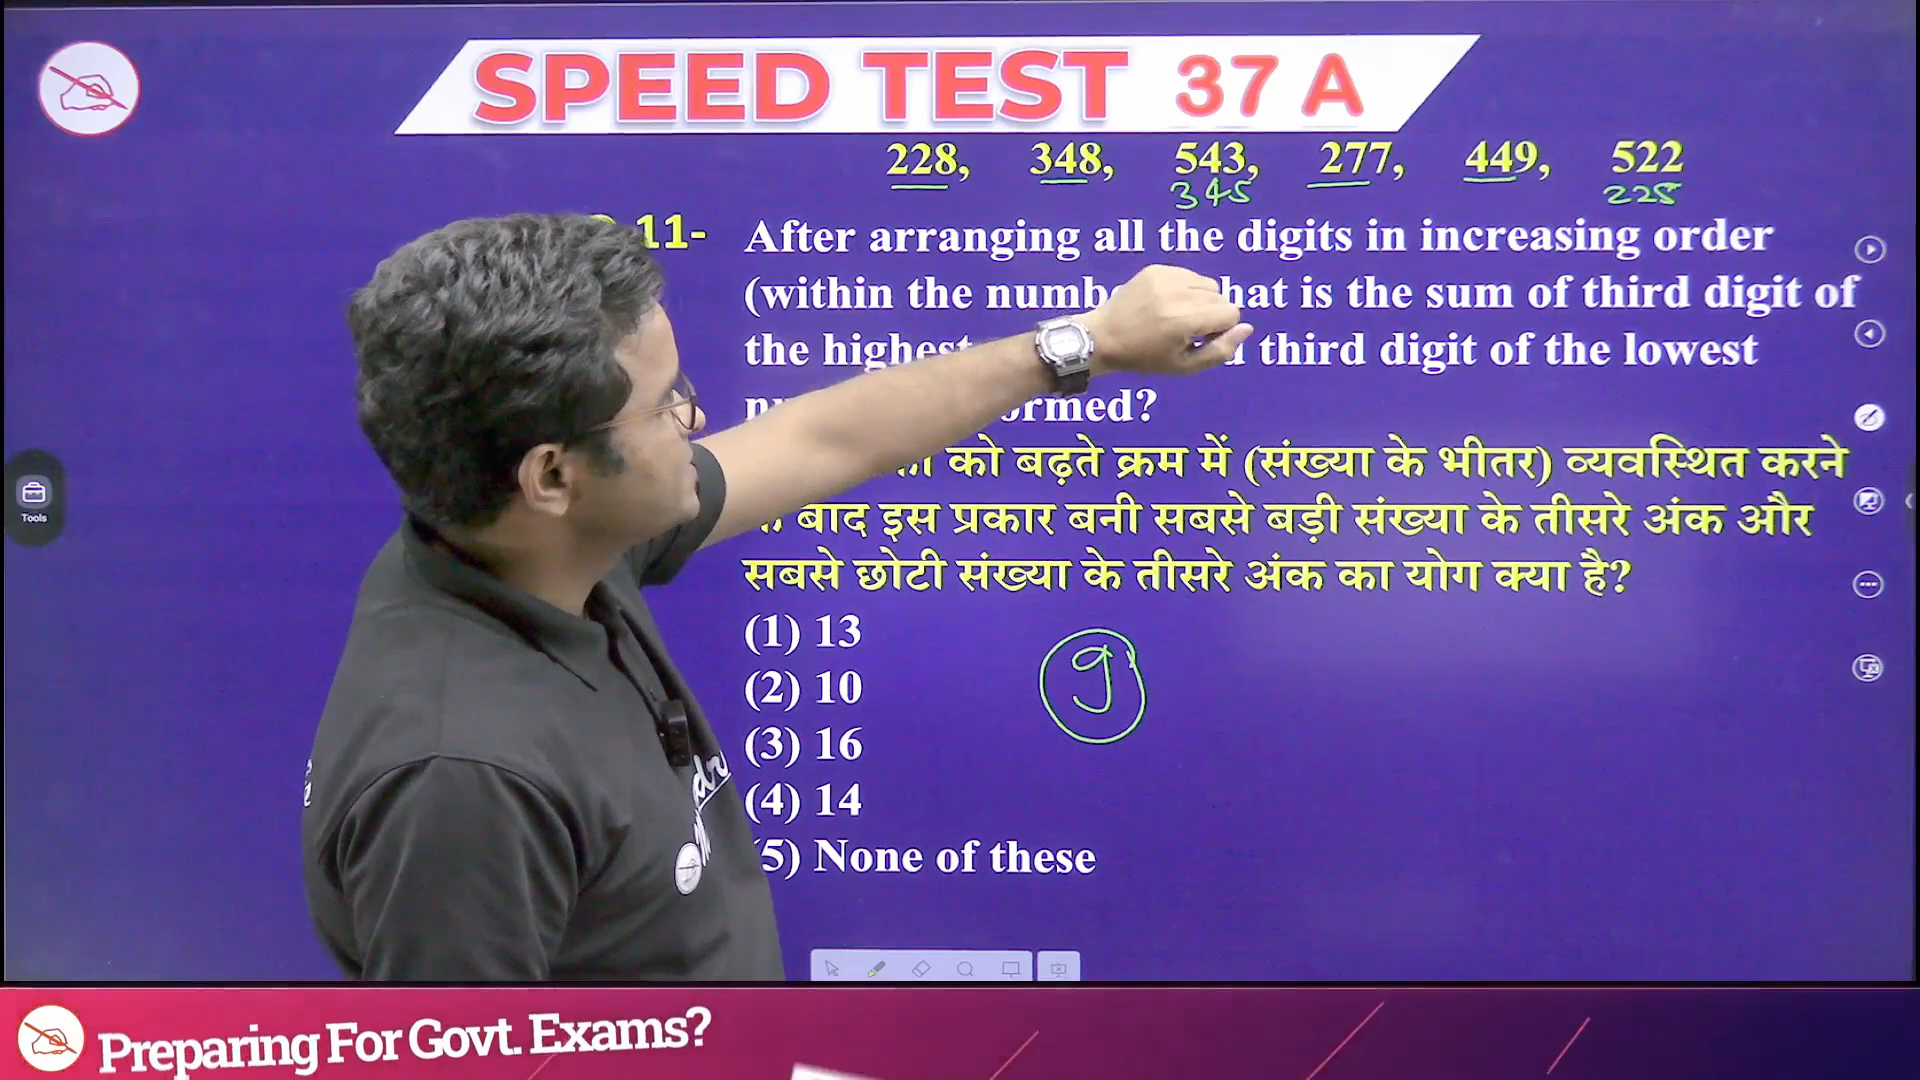 SPEED TEST 37 A
228, 348, 543, 277, 449, 522
345 225
11-
After arranging all the digits in increasing order
(within the hat is the sum of third digit of
the highest third digit of the lowest
ormed?
को बढ़ते क्रम में (संख्या के भीतर) व्यवस्थित करने
बाद इस प्रकार बनी सबसे बड़ी संख्या के तीसरे अंक और
सबसे छोटी संख्या के तीसरे अंक का योग क्या है?
(1) 13
(2) 10
(3) 16
(4) 14
5) None of these
9
Tools
Preparing For Govt. Exams?